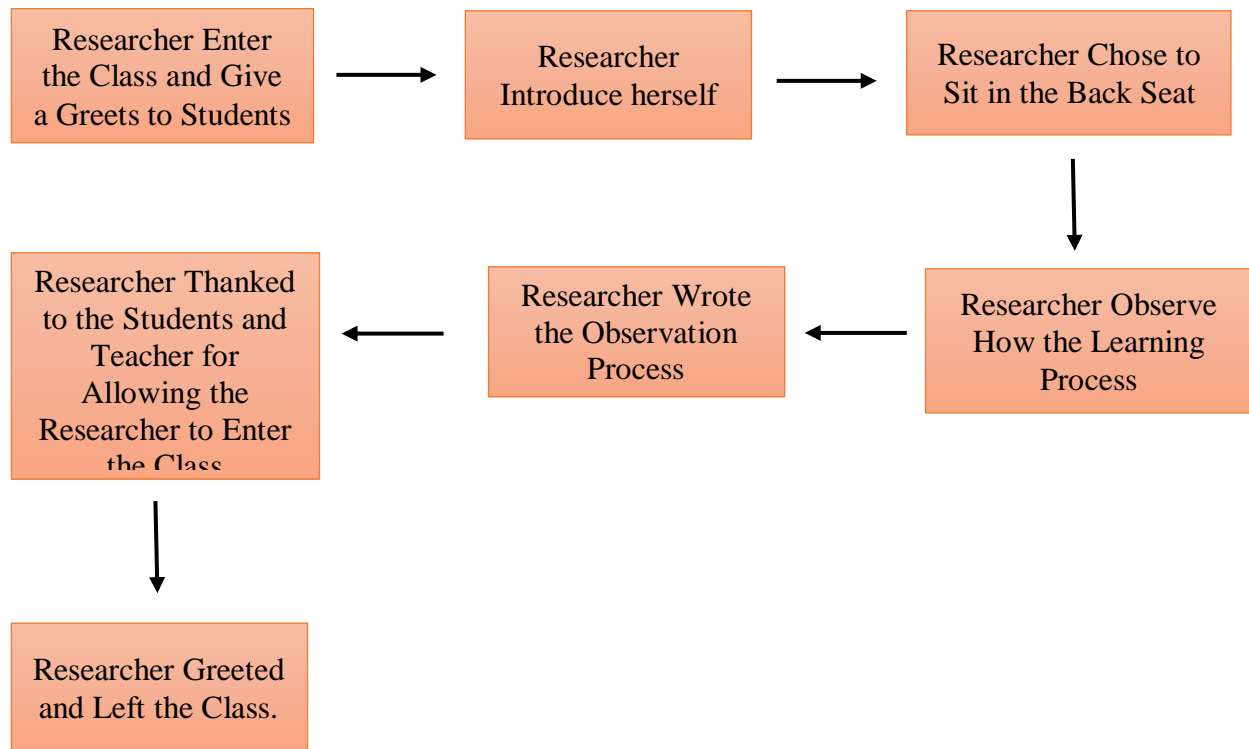 Researcher Enter
the Class and Give
a Greets to Students
Researcher
Introduce herself
Researcher Chose to
Sit in the Back Seat
Researcher Observe
How the Learning
Process
Researcher Wrote
the Observation
Process
Researcher Thanked
to the Students and
Teacher for
Allowing the
Researcher to Enter
the Class
Researcher Greeted
and Left the Class.